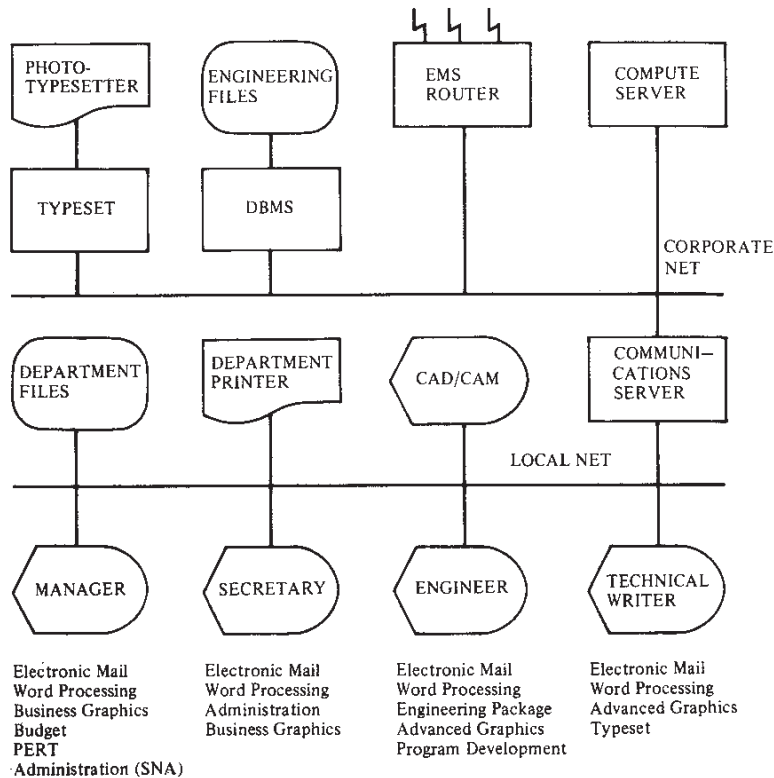 PHOTO-
TYPESETTER
ENGINEERING
FILES
EMS
ROUTER
COMPUTE
SERVER
TYPESET
DBMS
CORPORATE
NET
DEPARTMENT
FILES
DEPARTMENT
PRINTER
CAD/CAM
COMMUNI-
CATIONS
SERVER
LOCAL NET
MANAGER
SECRETARY
ENGINEER
TECHNICAL
WRITER
Electronic Mail
Word Processing
Business Graphics
Budget
PERT
Administration (SNA)
Electronic Mail
Word Processing
Administration
Business Graphics
Electronic Mail
Word Processing
Engineering Package
Advanced Graphics
Program Development
Electronic Mail
Word Processing
Advanced Graphics
Typeset